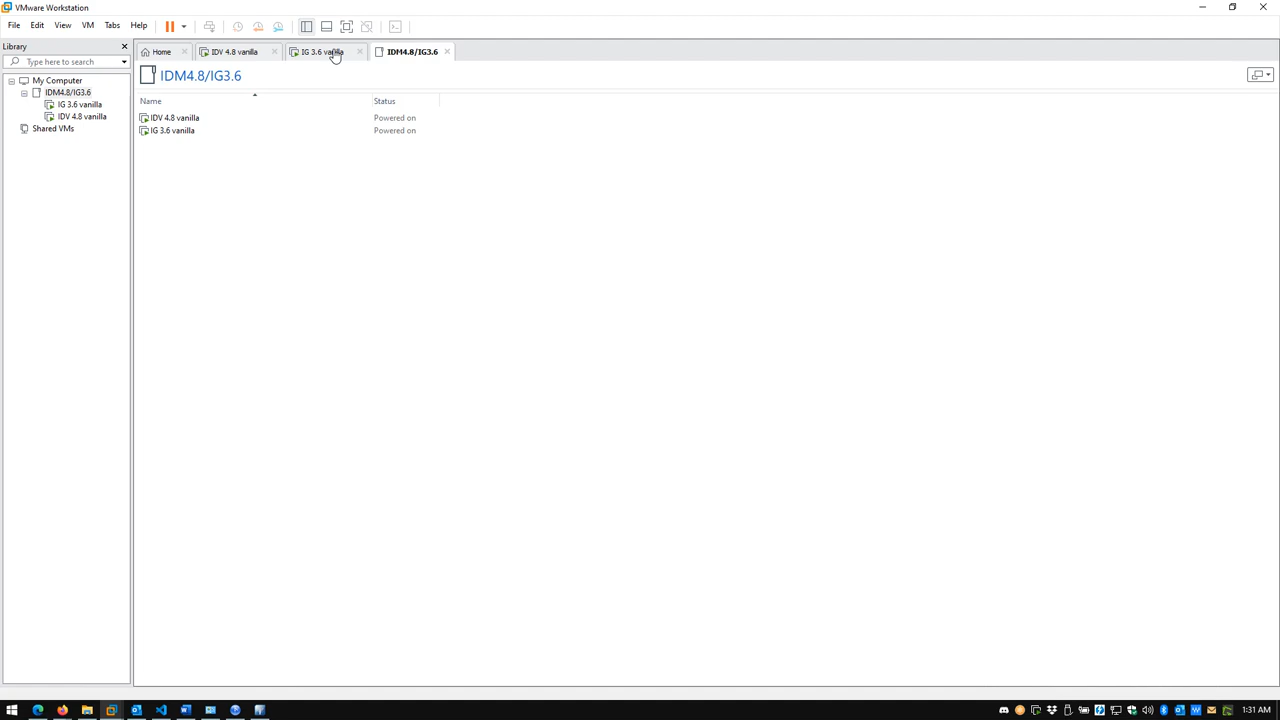 VMware Workstation
File Edit View VM Tabs Help
Library
Type here to search
My Computer
IDM4.8/IG3.6
IG 3.6 vanilla
IDV 4.8 vanilla
Shared VMs
Home IDV 4.8 vanilla IG 3.6 vanilla IDM4.8/IG3.6
IDM4.8/IG3.6
Name Status
IDV 4.8 vanilla Powered on
IG 3.6 vanilla Powered on
1:31 AM